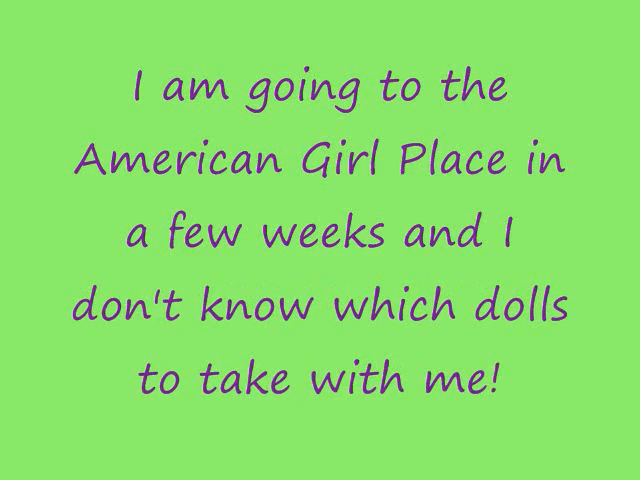 I am going to the
American Girl Place in
a few weeks and I
don't know which dolls
to take with me!